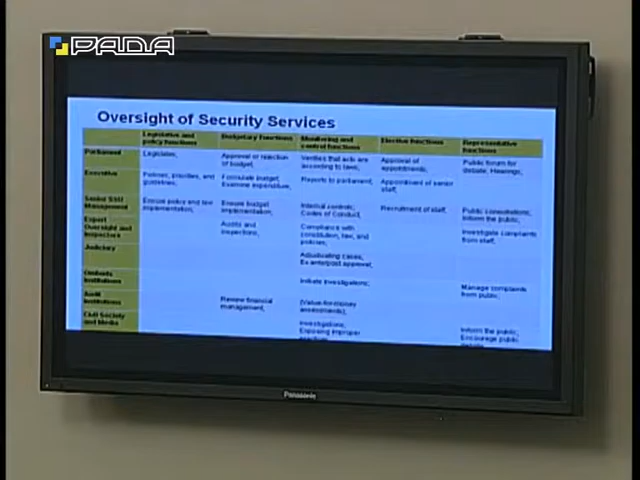 РАДА
Oversight of Security Services
Legislative and policy functions
Budgetary functions
Monitoring and control functions
Elective functions
Representative functions
Parliament
Legislates;
Approval or rejection of budget;
Verifies that acts are according to laws;
Approval of appointments;
Public forum for debate; Hearings;
Executive
Policies, priorities, and guidelines;
Formulate budget; Examine expenditure;
Reports to parliament;
Appointment of senior staff;
Senior SSO Management
Ensure policy and law implementation;
Ensure budget implementation;
Internal controls; Codes of Conduct;
Recruitment of staff;
Public consultations; Inform the public;
Expert Oversight and Inspectors
Audits and inspections;
Compliance with constitution, law, and policies;
Investigate complaints from staff;
Judiciary
Adjudicating cases; Ex ante/post approval;
Ombuds Institutions
Initiate investigations;
Manage complaints from public;
Audit Institutions
Review financial management;
(Value-for-money assessments);
Civil Society and Media
Investigations; Exposing improper
Inform the public; Encourage public debate
Panasonic